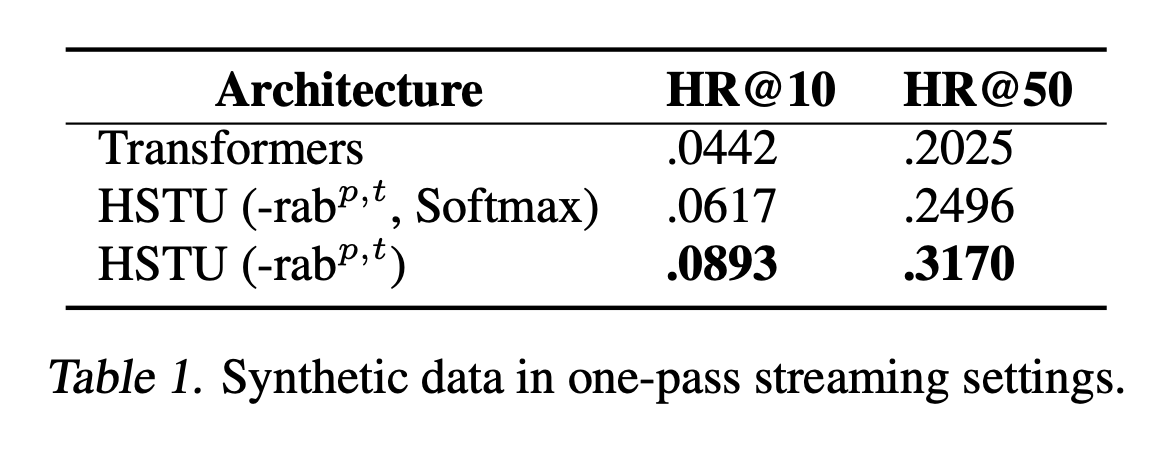 Architecture HR@10 HR@50
Transformers .0442 .2025
HSTU (-rab^{p,t}, Softmax) .0617 .2496
HSTU (-rab^{p,t}) .0893 .3170
Table 1. Synthetic data in one-pass streaming settings.